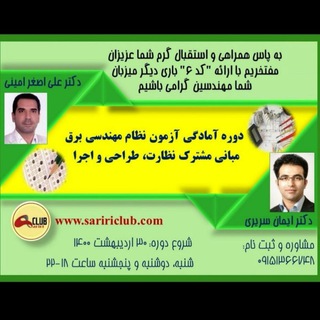 به پاس همراهی و استقبال گرم شما عزیزان
مفتخریم با ارائه "کد ۶" باری دیگر میزبان
شما مهندسین گرامی باشیم
دکتر علی اصغر امینی
دوره آمادگی آزمون نظام مهندسی برق
مبانی مشترک نظارت، طراحی و اجرا
دکتر ایمان سریری
CLUB
www.saririclub.com
شروع دوره: ۳۰ اردیبهشت ۱۴۰۰
شنبه، دوشنبه و پنجشنبه ساعت ۱۸-۲۲
مشاوره و ثبت نام:
۰۹۱۵۱۳۶۶۷۴۸